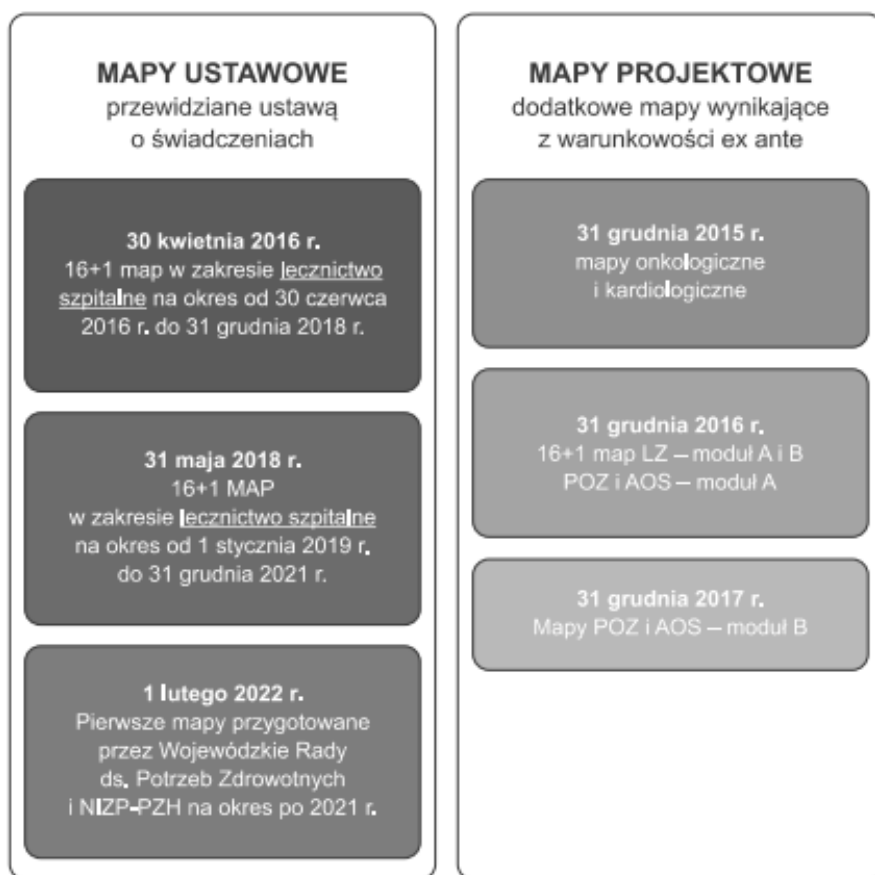 MAPY USTAWOWE
przewidziane ustawą
o świadczeniach
30 kwietnia 2016 r.
16+1 map w zakresie lecznictwo
szpitalne na okres od 30 czerwca
2016 r. do 31 grudnia 2018 r.
31 maja 2018 r.
16+1 MAP
w zakresie lecznictwo szpitalne
na okres od 1 stycznia 2019 r.
do 31 grudnia 2021 r.
1 lutego 2022 r.
Pierwsze mapy przygotowane
przez Wojewódzkie Rady
ds. Potrzeb Zdrowotnych
i NIZP-PZH na okres po 2021 r.
MAPY PROJEKTOWE
dodatkowe mapy wynikające
z warunkowości ex ante
31 grudnia 2015 r.
mapy onkologiczne
i kardiologiczne
31 grudnia 2016 r.
16+1 map LZ – moduł A i B
POZ i AOS – moduł A
31 grudnia 2017 r.
Mapy POZ i AOS – moduł B